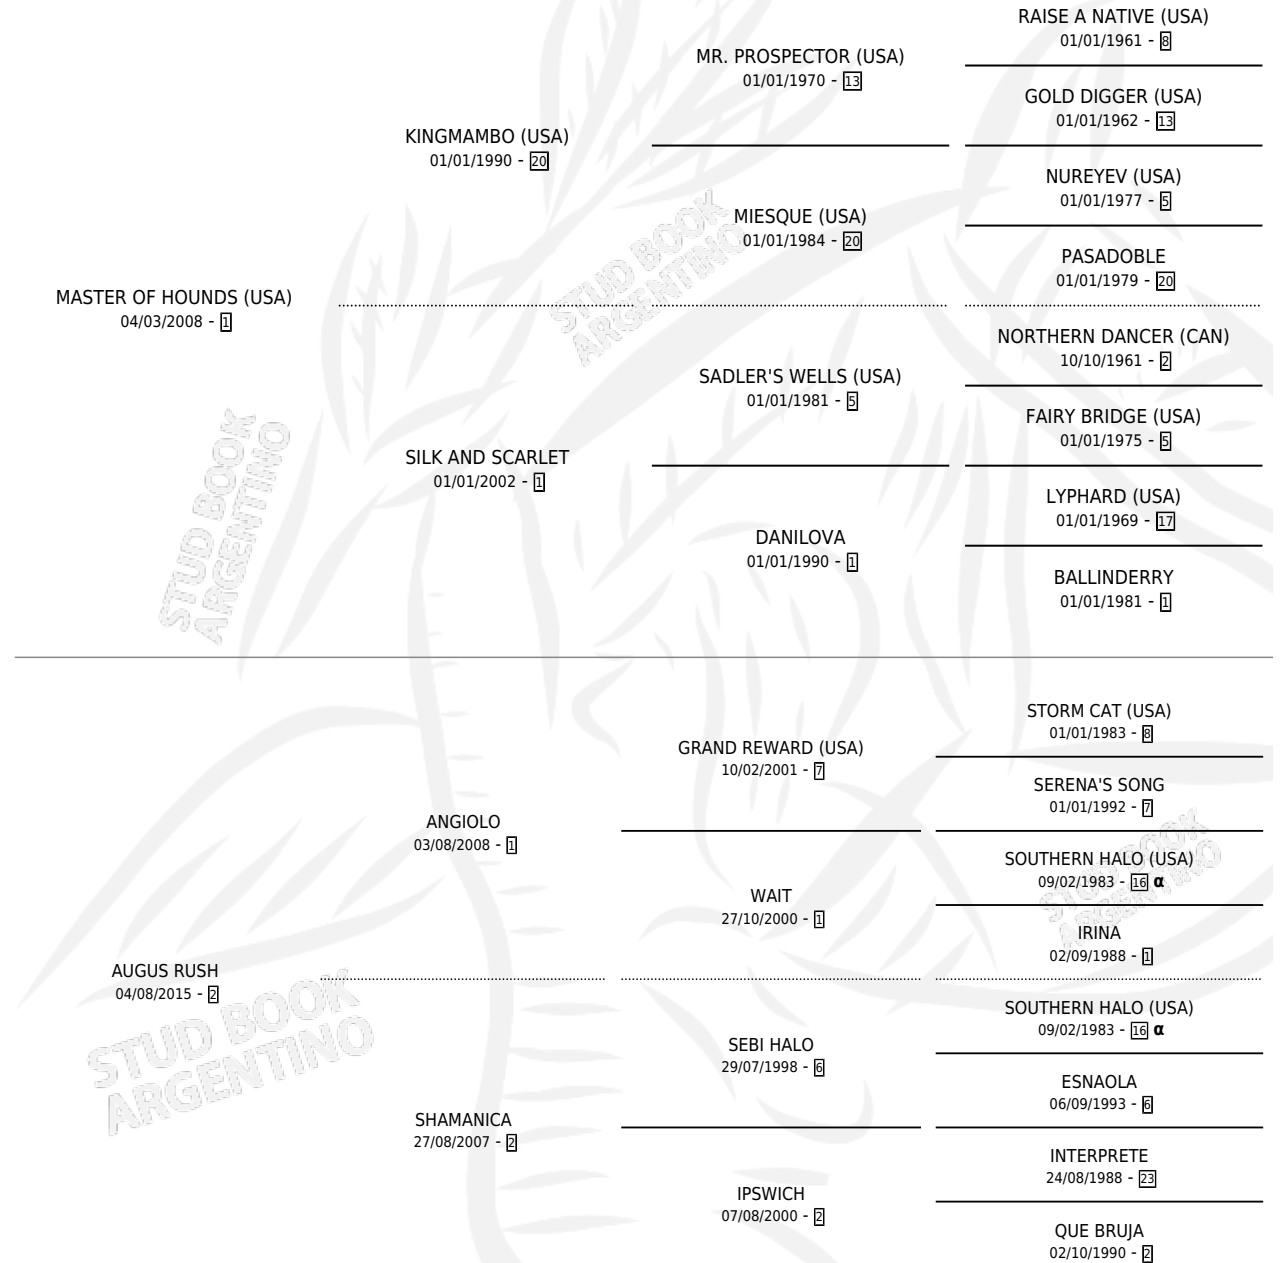 RAISE A NATIVE (USA)
01/01/1961 - 8
MR. PROSPECTOR (USA)
01/01/1970 - 13
GOLD DIGGER (USA)
01/01/1962 - 13
KINGMAMBO (USA)
01/01/1990 - 20
NUREYEV (USA)
01/01/1977 - 5
MIESQUE (USA)
01/01/1984 - 20
PASADOBLE
01/01/1979 - 20
MASTER OF HOUNDS (USA)
04/03/2008 - 1
NORTHERN DANCER (CAN)
10/10/1961 - 2
SADLER'S WELLS (USA)
01/01/1981 - 5
FAIRY BRIDGE (USA)
01/01/1975 - 5
SILK AND SCARLET
01/01/2002 - 1
LYPHARD (USA)
01/01/1969 - 17
DANILOVA
01/01/1990 - 1
BALLINDERRY
01/01/1981 - 1
STORM CAT (USA)
01/01/1983 - 8
GRAND REWARD (USA)
10/02/2001 - 7
SERENA'S SONG
01/01/1992 - 7
ANGIOLO
03/08/2008 - 1
SOUTHERN HALO (USA)
09/02/1983 - 16 α
WAIT
27/10/2000 - 1
IRINA
02/09/1988 - 1
AUGUS RUSH
04/08/2015 - 2
SOUTHERN HALO (USA)
09/02/1983 - 16 α
SEBI HALO
29/07/1998 - 6
ESNAOLA
06/09/1993 - 6
SHAMANICA
27/08/2007 - 2
INTERPRETE
24/08/1988 - 23
IPSWICH
07/08/2000 - 2
QUE BRUJA
02/10/1990 - 2
STUD BOOK
ARGENTINO
STUD BOOK
ARGENTINO
STUD BOOK
ARGENTINO
STUD BOOK
ARGENTINO